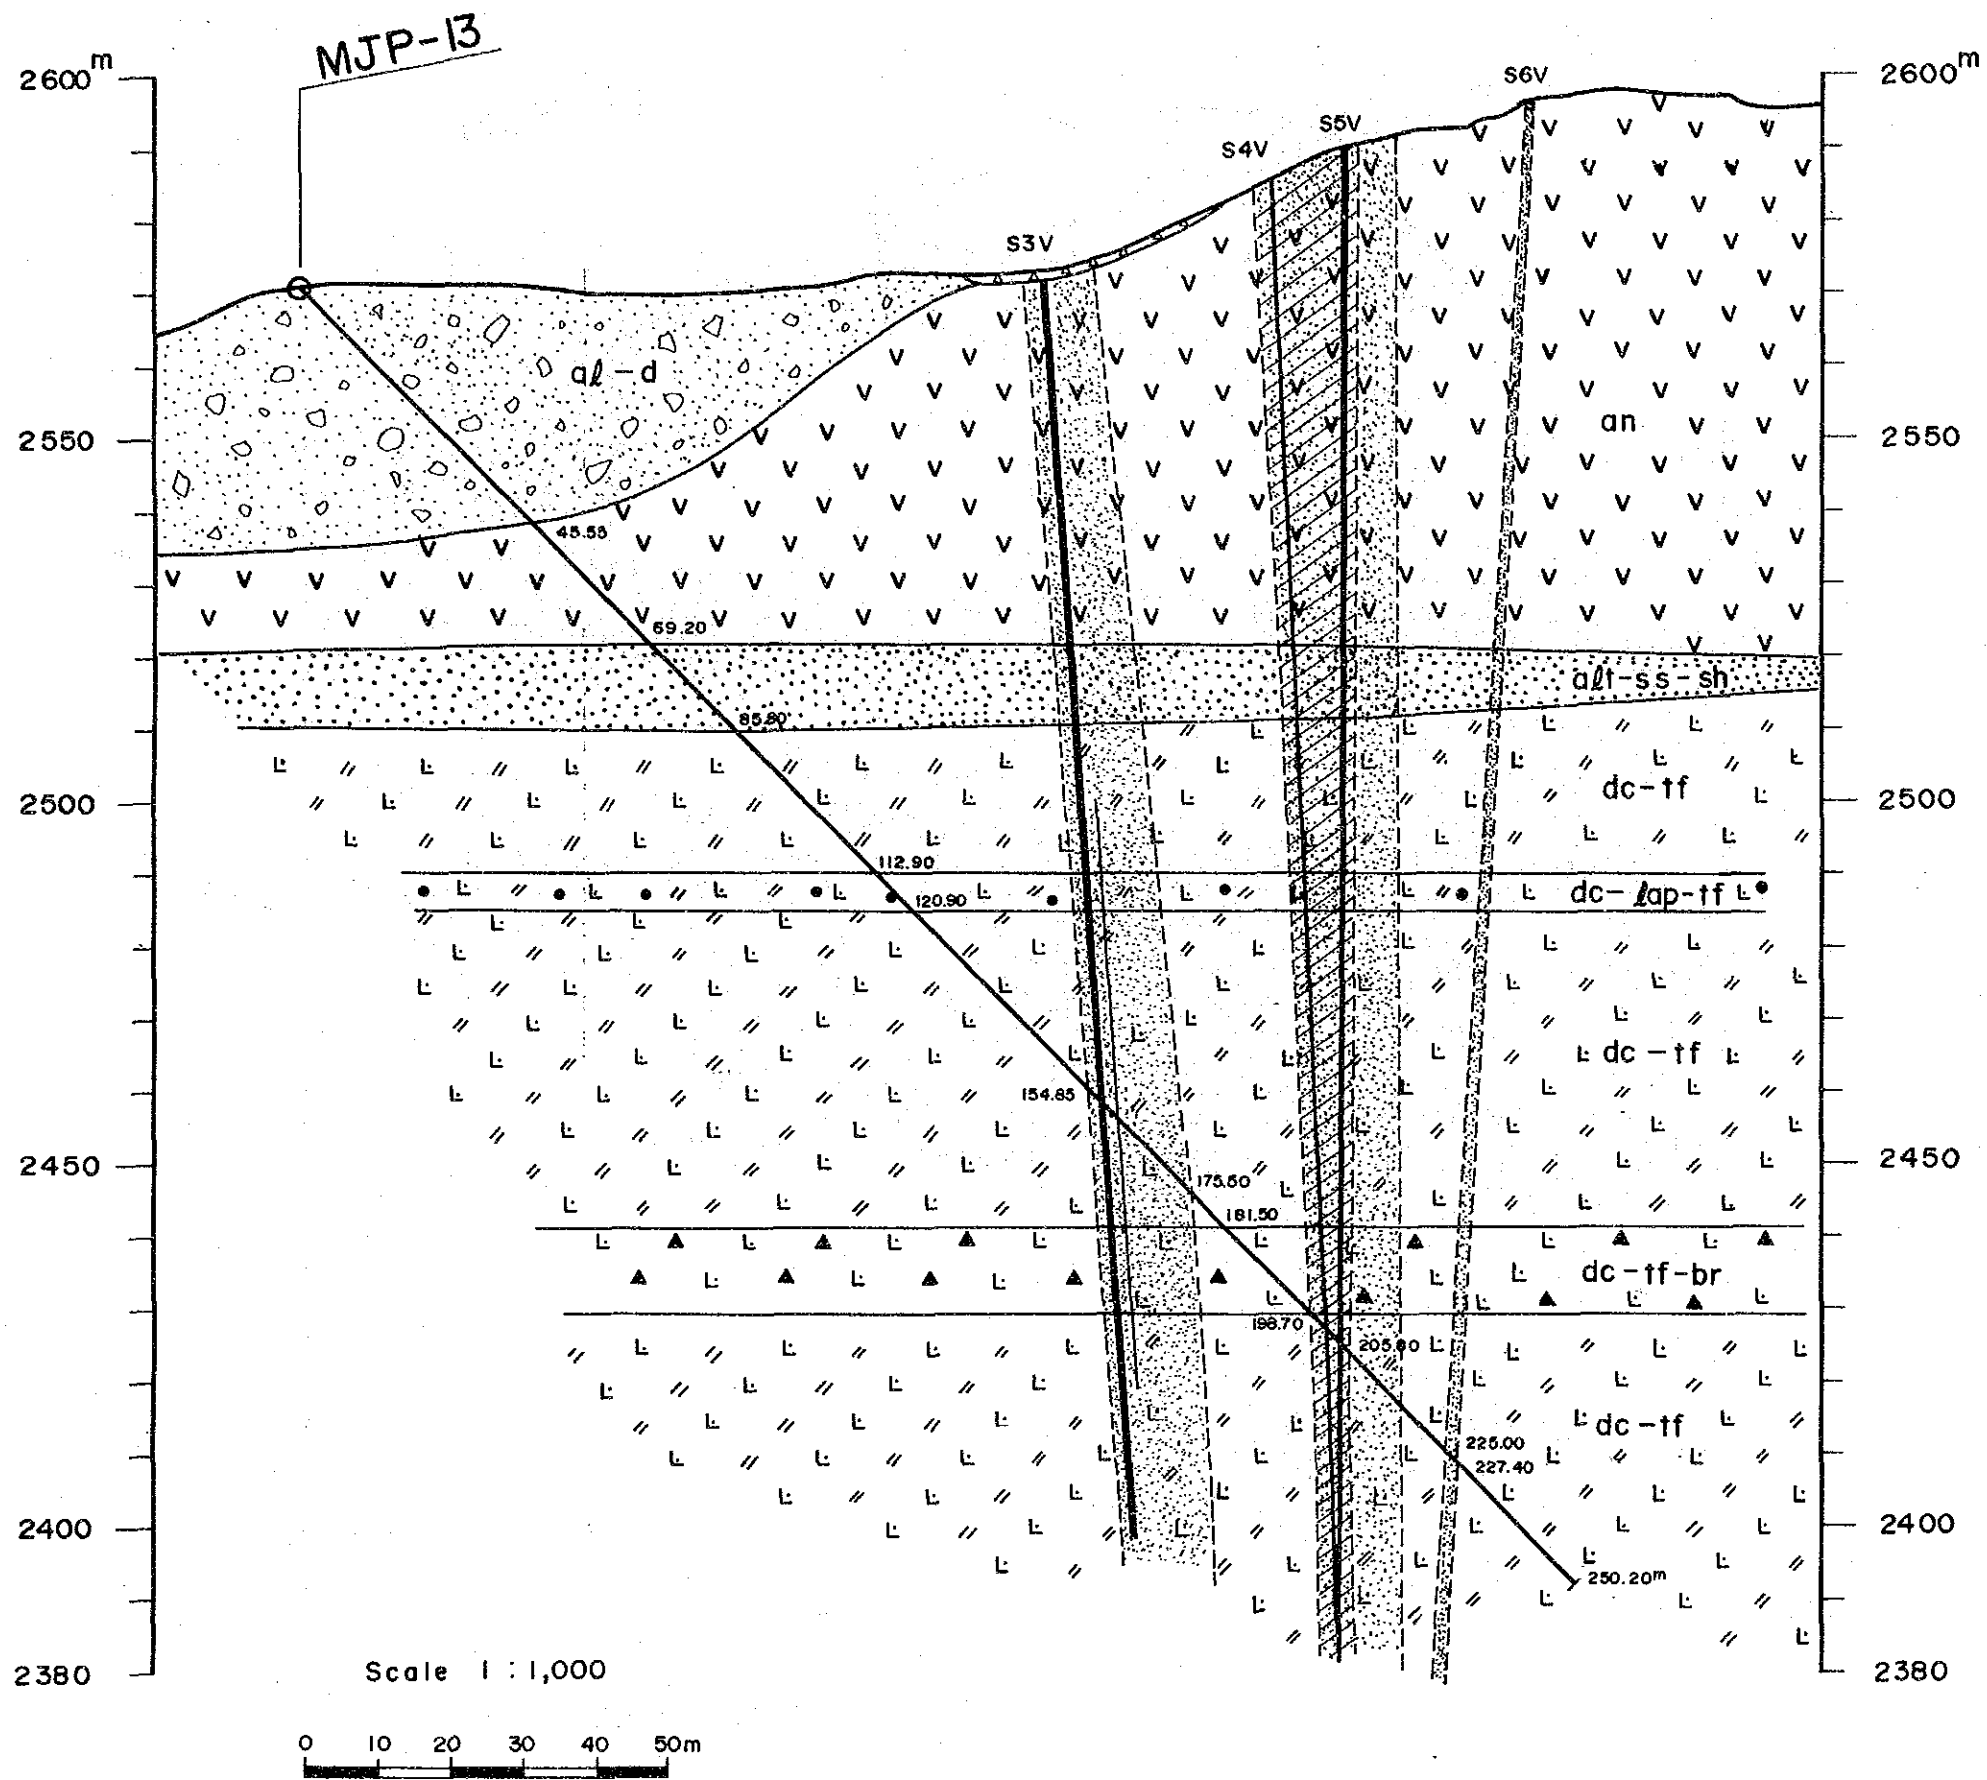 MJP-13
2600m
2600m
S6V
S5V
S4V
S3V
al-d
2550
an
2550
45.55
69.20
alt-ss-sh
85.80
dc-tf
2500
2500
112.90
dc-lap-tf
120.90
dc-tf
154.85
2450
2450
175.60
181.50
dc-tf-br
198.70
205.80
dc-tf
225.00
227.40
2400
2400
250.20m
2380
Scale 1:1,000
2380
0 10 20 30 40 50m